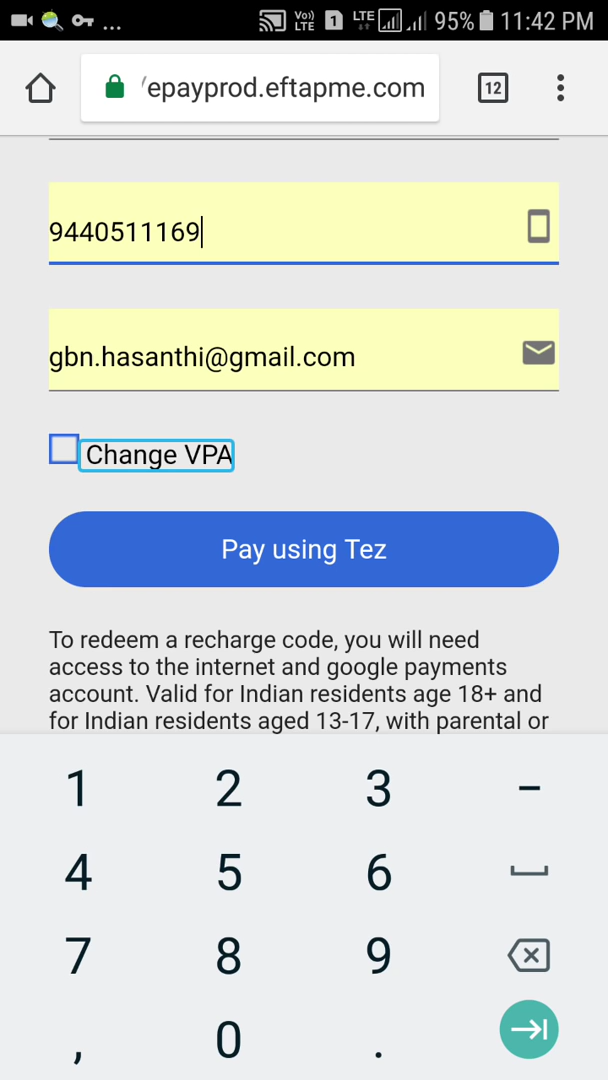 ... Vo)) LTE 1 LTE 95% 11:42 PM
epayprod.eftapme.com 12
9440511169
gbn.hasanthi@gmail.com
Change VPA
Pay using Tez
To redeem a recharge code, you will need
access to the internet and google payments
account. Valid for Indian residents age 18+ and
for Indian residents aged 13-17, with parental or
1 2 3 -
4 5 6
7 8 9
, 0 .